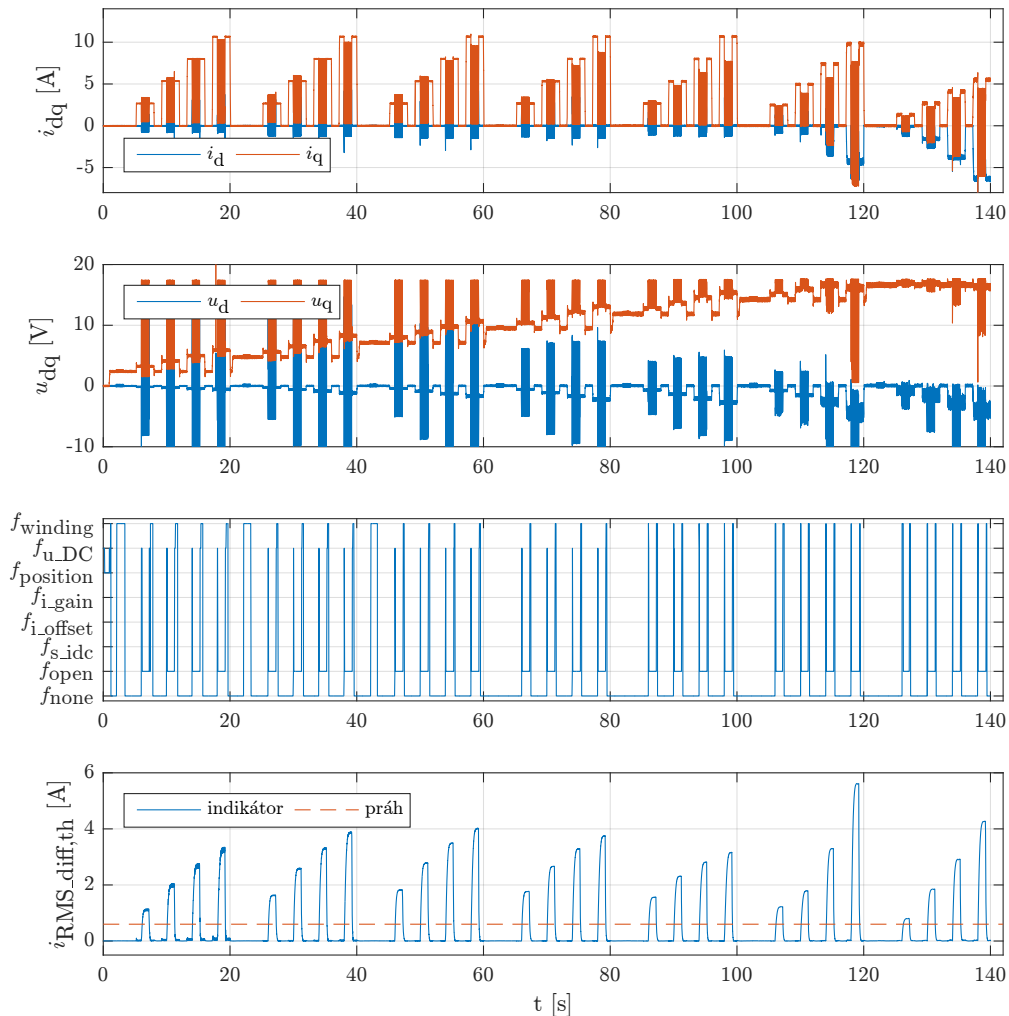 10
5
0
-5
i_dq [A]
i_d i_q
0 20 40 60 80 100 120 140
20
10
0
-10
u_dq [V]
u_d u_q
0 20 40 60 80 100 120 140
f_winding
f_u_DC
f_position
f_i_gain
f_i_offset
f_s_idc
f_open
f_none
0 20 40 60 80 100 120 140
6
4
2
0
i_RMS_diff,th [A]
indikátor práh
0 20 40 60 80 100 120 140
t [s]